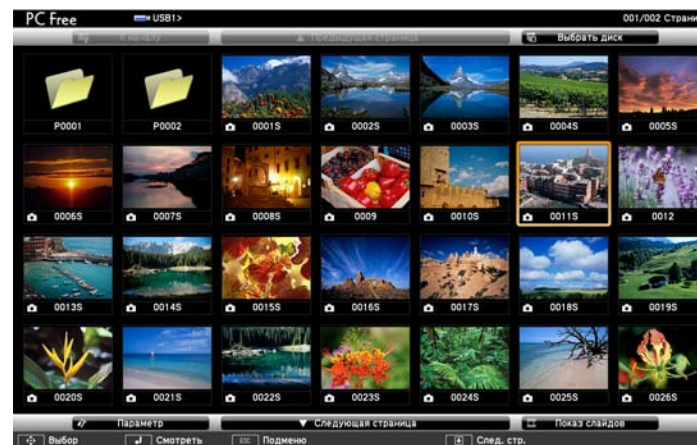 PC Free USB1> 001/002 Страни
К началу ▲ Предыдущая страница Выбрать диск
P0001 P0002 0001S 0002S 0003S 0004S 0005S
0006S 0007S 0008S 0009 0010S 0011S 0012
0013S 0014S 0015S 0016S 0017S 0018S 0019S
0020S 0021S 0022S 0023S 0024S 0025S 0026S
Параметр ▼ Следующая страница Показ слайдов
Выбор Смотреть Esc Подменю След. стр.